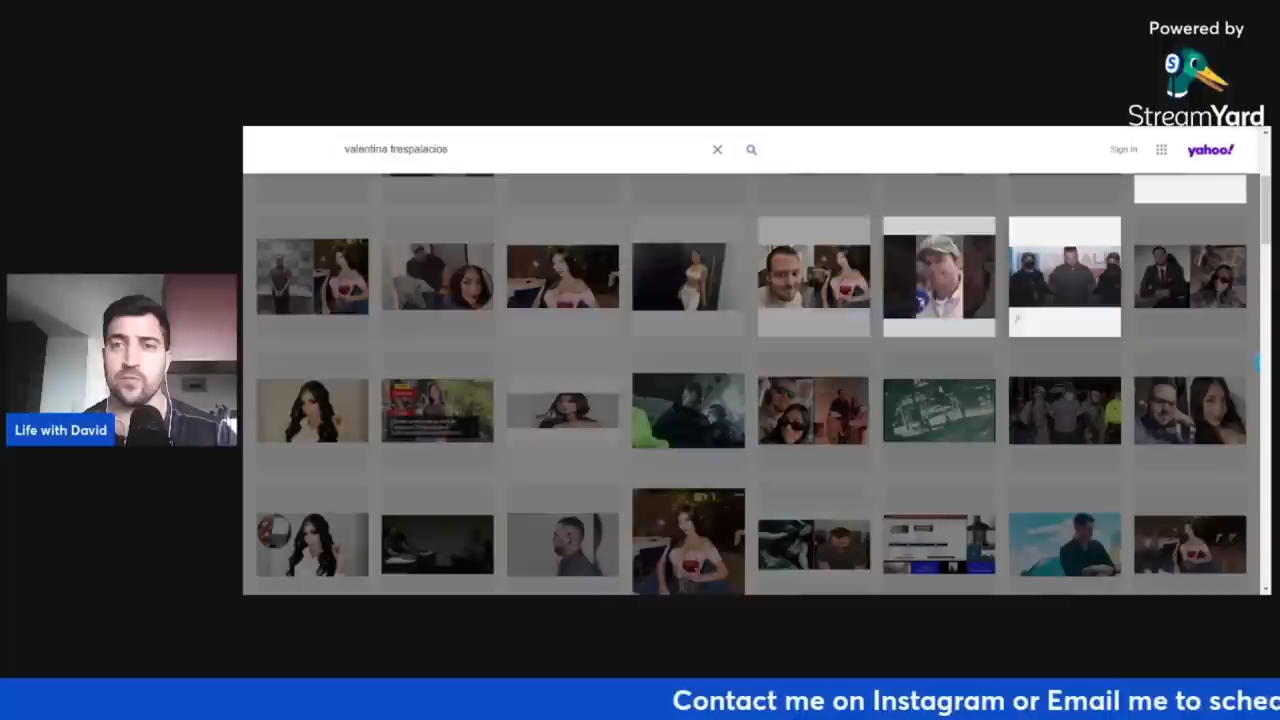 Powered by
S
StreamYard
valentina trespalacios
Sign in
yahoo!
Life with David
Contact me on Instagram or Email me to sched